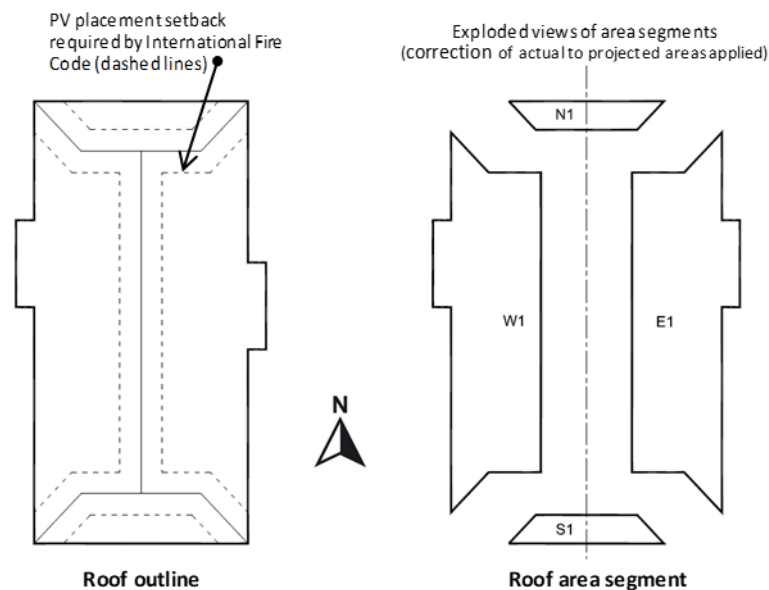 PV placement setback
required by International Fire
Code (dashed lines)
Exploded views of area segments
(correction of actual to projected areas applied)
N1
W1
E1
N
S1
Roof outline
Roof area segment